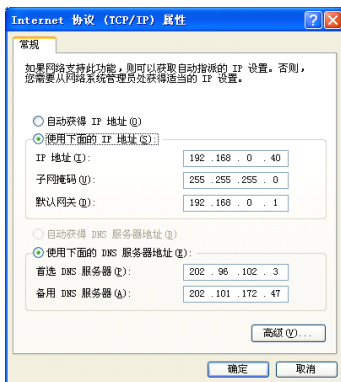 Internet 协议 (TCP/IP) 属性
常规
如果网络支持此功能，则可以获取自动指派的 IP 设置。否则，
您需要从网络系统管理员处获得适当的 IP 设置。
自动获得 IP 地址(O)
使用下面的 IP 地址(S):
IP 地址(I): 192 .168 . 0 . 40
子网掩码(U): 255 .255 .255 . 0
默认网关(D): 192 .168 . 0 . 1
自动获得 DNS 服务器地址(B)
使用下面的 DNS 服务器地址(E):
首选 DNS 服务器(P): 202 . 96 .102 . 3
备用 DNS 服务器(A): 202 .101 .172 . 47
高级(V)...
确定 取消